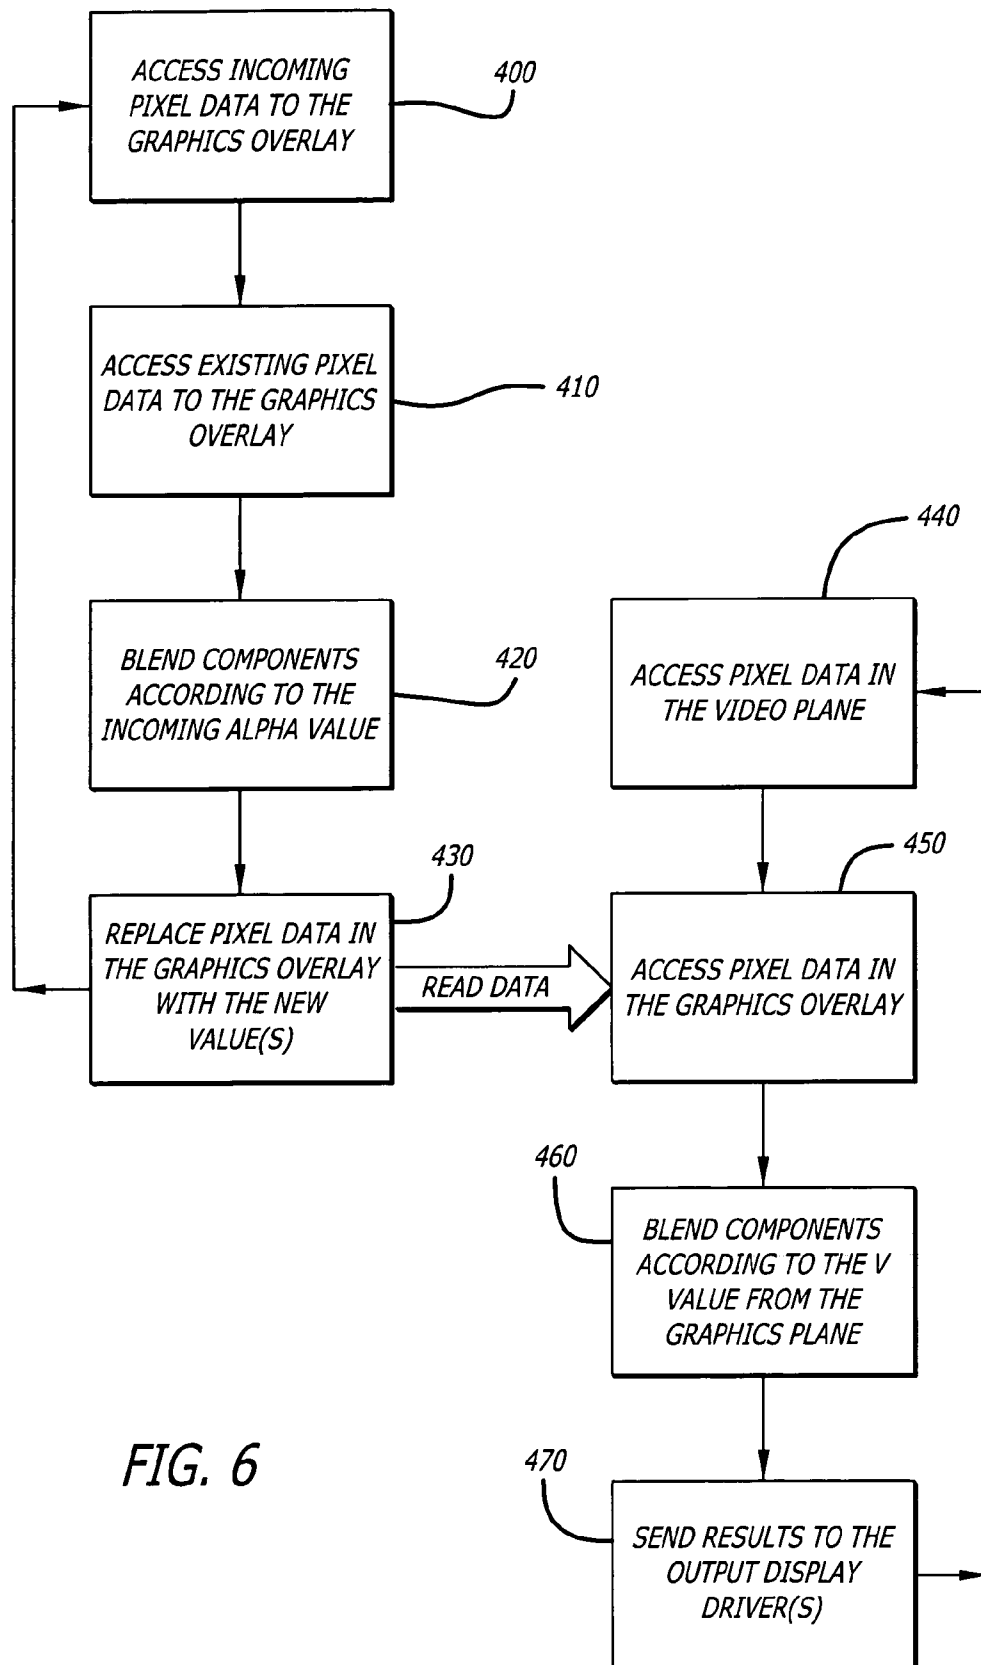 ACCESS INCOMING
PIXEL DATA TO THE
GRAPHICS OVERLAY
400
ACCESS EXISTING PIXEL
DATA TO THE GRAPHICS
OVERLAY
410
BLEND COMPONENTS
ACCORDING TO THE
INCOMING ALPHA VALUE
420
REPLACE PIXEL DATA IN
THE GRAPHICS OVERLAY
WITH THE NEW
VALUE(S)
430
READ DATA
440
ACCESS PIXEL DATA IN
THE VIDEO PLANE
450
ACCESS PIXEL DATA IN
THE GRAPHICS OVERLAY
460
BLEND COMPONENTS
ACCORDING TO THE V
VALUE FROM THE
GRAPHICS PLANE
470
SEND RESULTS TO THE
OUTPUT DISPLAY
DRIVER(S)
FIG. 6